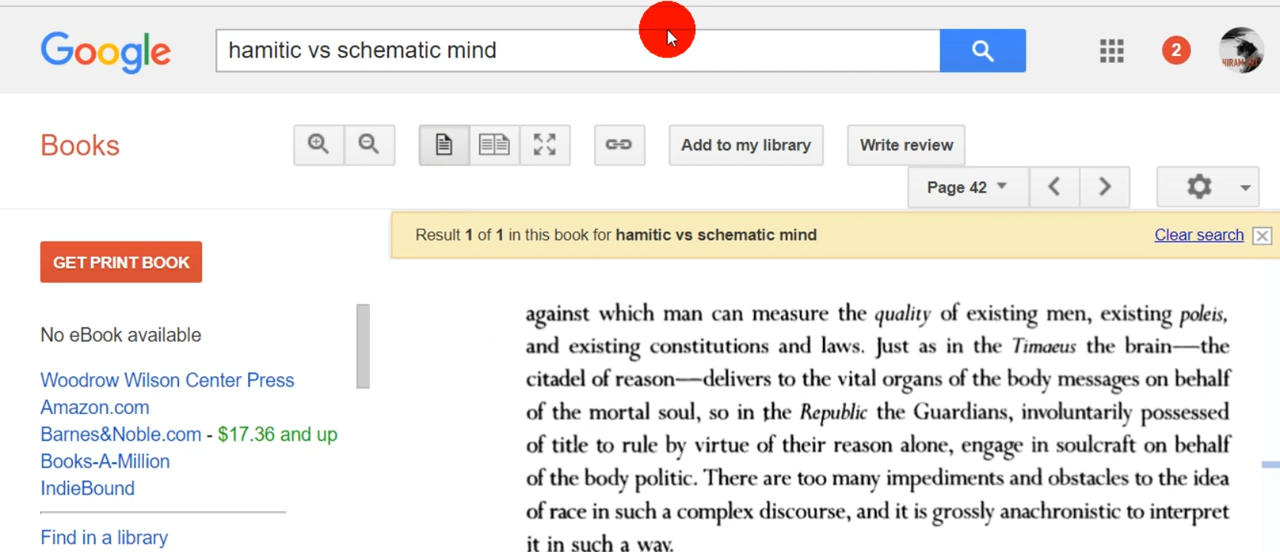 Google
hamitic vs schematic mind
2
Books
Add to my library
Write review
Page 42
Result 1 of 1 in this book for hamitic vs schematic mind
Clear search
GET PRINT BOOK
No eBook available
Woodrow Wilson Center Press
Amazon.com
Barnes&Noble.com - $17.36 and up
Books-A-Million
IndieBound
Find in a library
against which man can measure the quality of existing men, existing poleis,
and existing constitutions and laws. Just as in the Timaeus the brain—the
citadel of reason—delivers to the vital organs of the body messages on behalf
of the mortal soul, so in the Republic the Guardians, involuntarily possessed
of title to rule by virtue of their reason alone, engage in soulcraft on behalf
of the body politic. There are too many impediments and obstacles to the idea
of race in such a complex discourse, and it is grossly anachronistic to interpret
it in such a way.